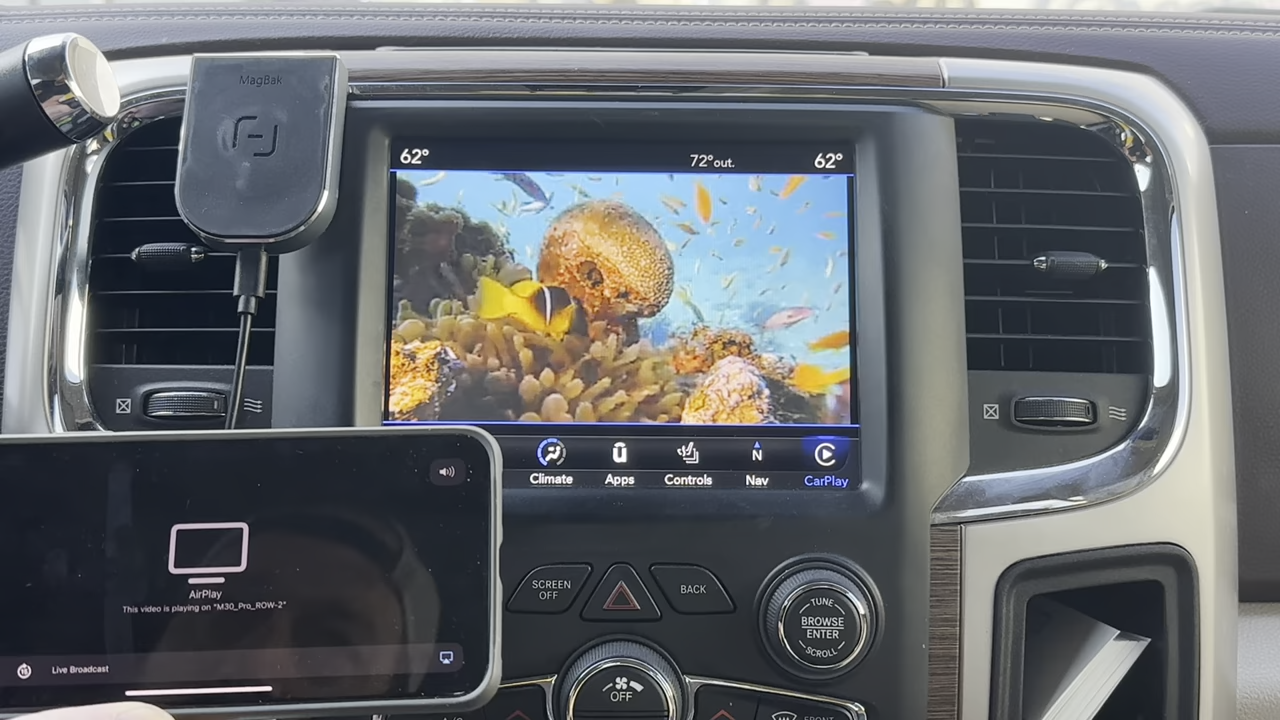 MagBak
62° 72°out. 62°
Climate Apps Controls N Nav CarPlay
AirPlay
This video is playing on "M30_Pro_ROW-2"
Live Broadcast
SCREEN OFF
BACK
TUNE
BROWSE
ENTER
SCROLL
OFF
FRONT